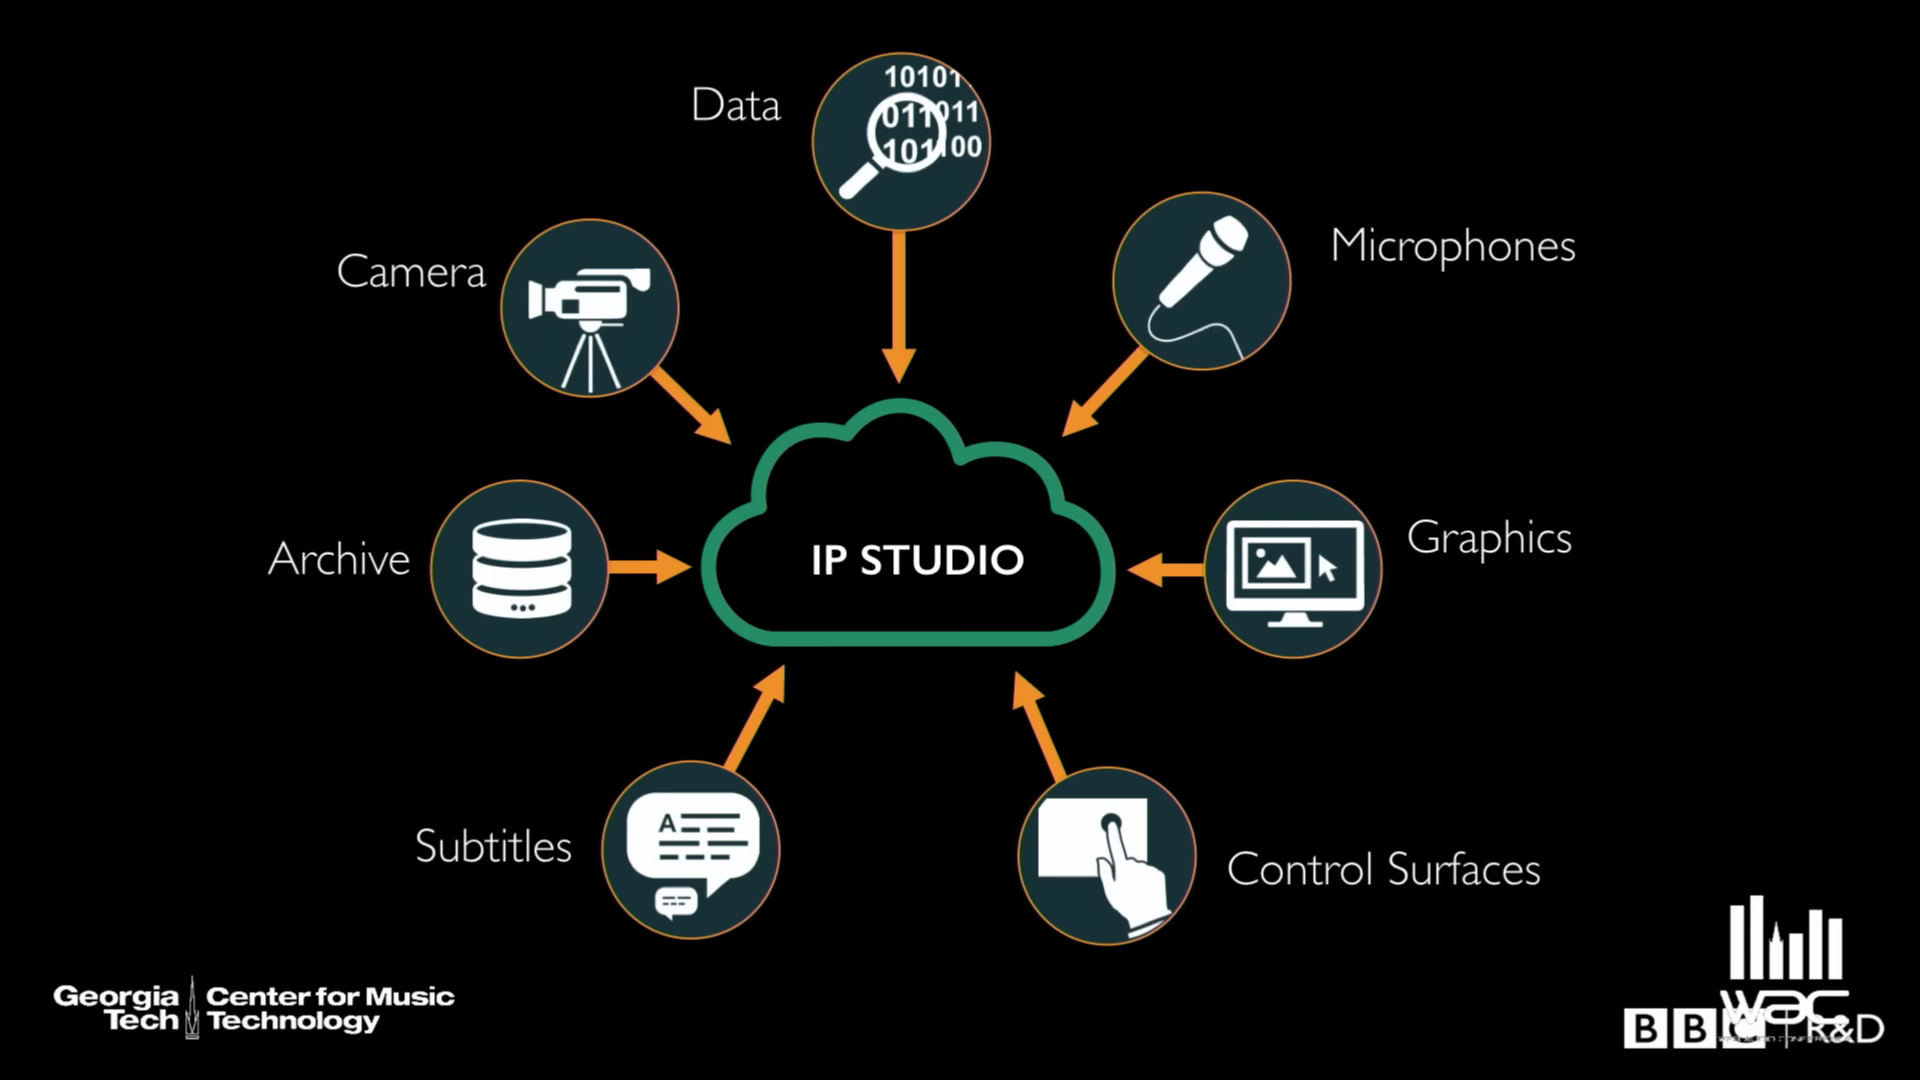 Data
10101
011011
101100
Microphones
Camera
Graphics
Archive
IP STUDIO
A
Subtitles
Control Surfaces
Georgia Tech
Center for Music Technology
wac
BBC R&D